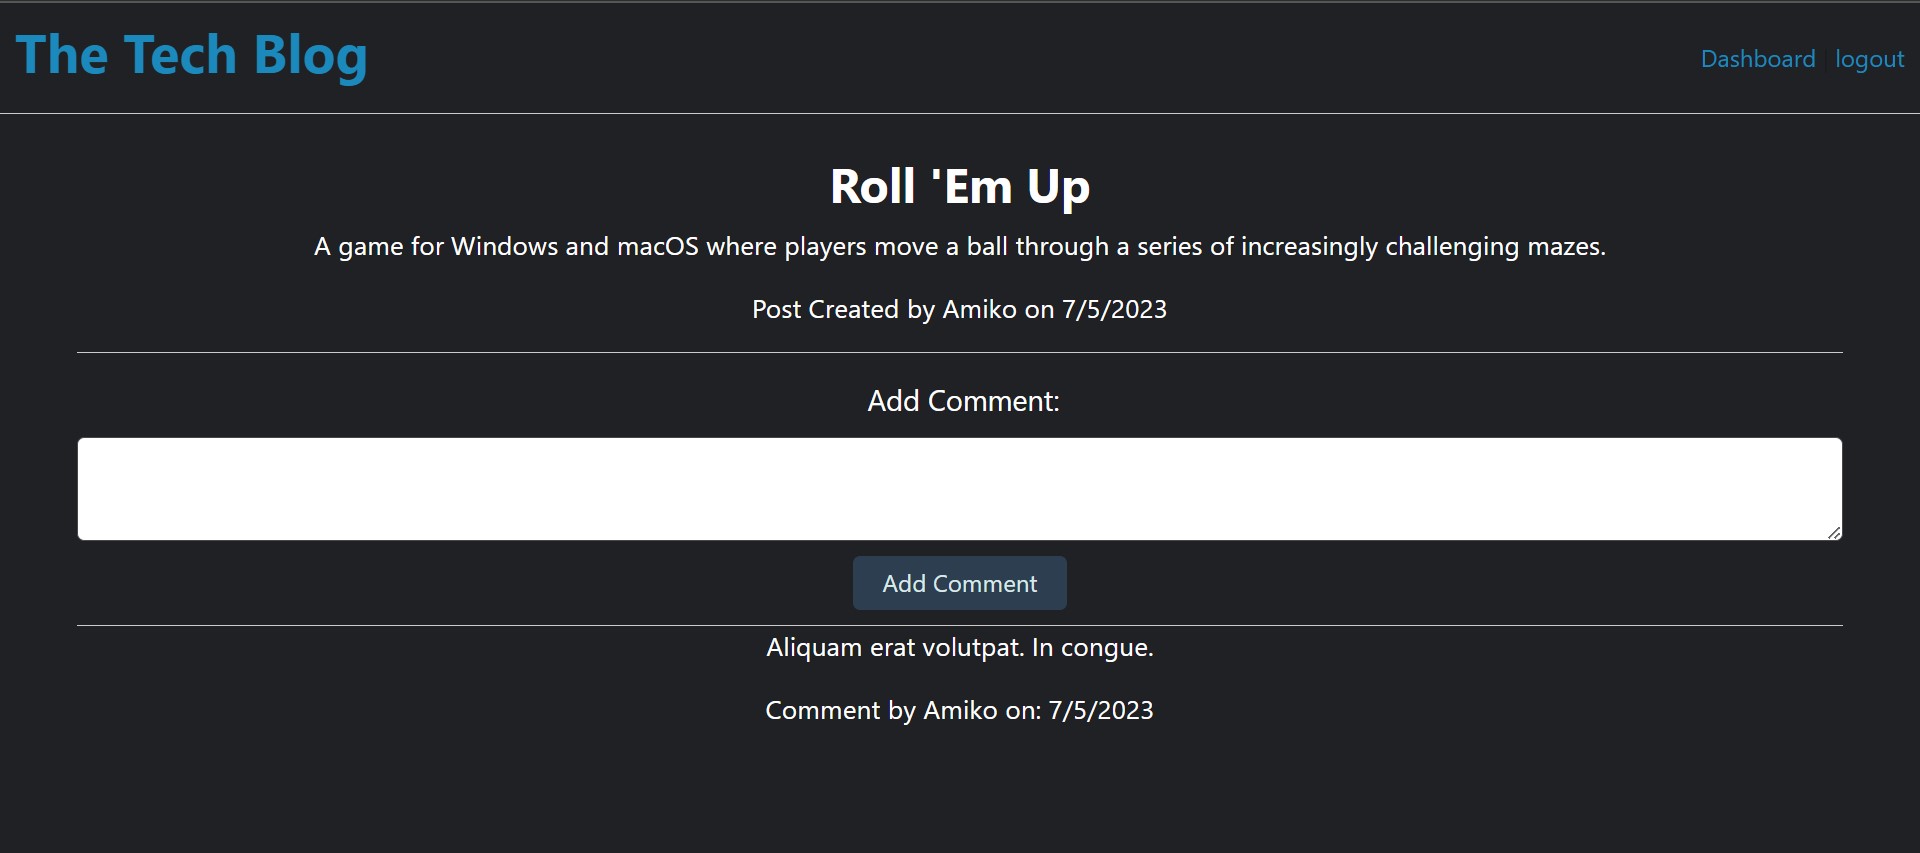 The Tech Blog
Dashboard | logout
Roll 'Em Up
A game for Windows and macOS where players move a ball through a series of increasingly challenging mazes.
Post Created by Amiko on 7/5/2023
Add Comment:
Add Comment
Aliquam erat volutpat. In congue.
Comment by Amiko on: 7/5/2023